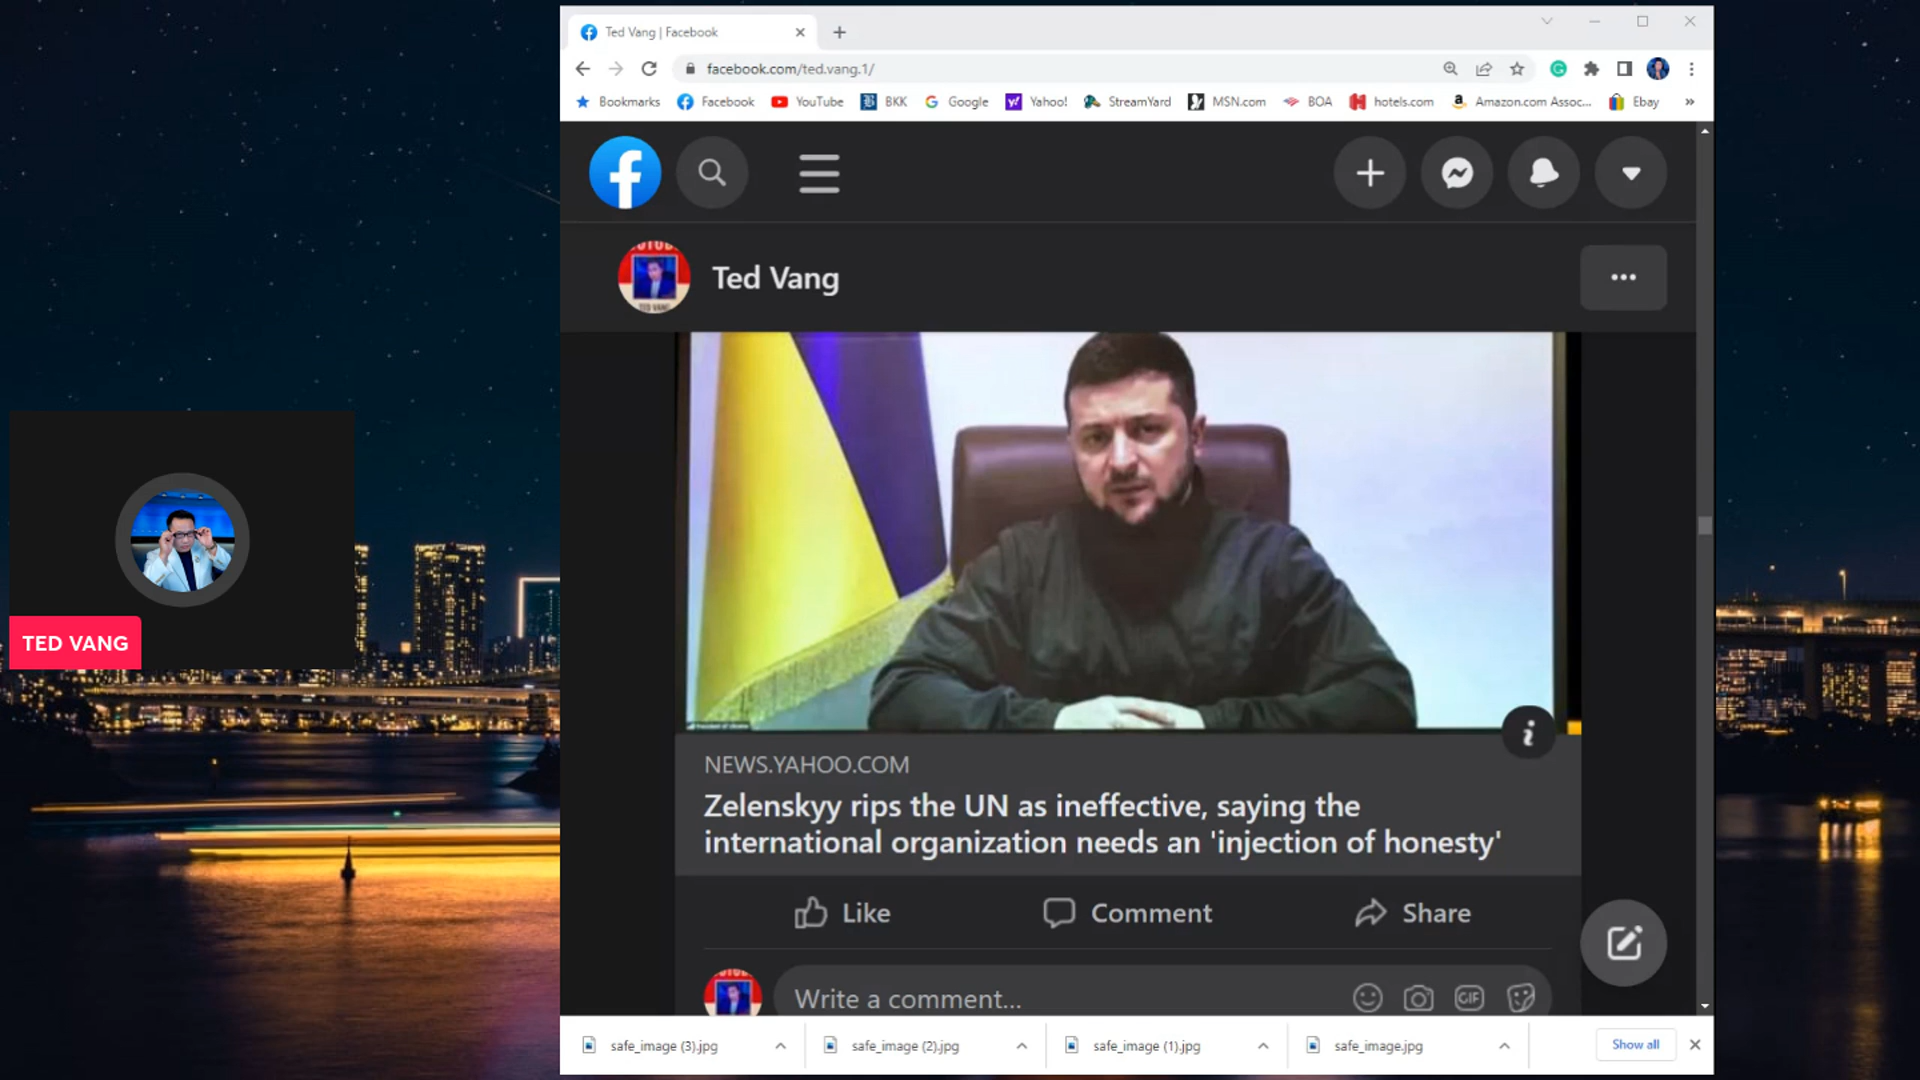 Ted Vang | Facebook
facebook.com/ted.vang.1/
Bookmarks
Facebook
YouTube
BKK
Google
Yahoo!
StreamYard
MSN.com
BOA
hotels.com
Amazon.com Assoc...
Ebay
»
Ted Vang
TED VANG
NEWS.YAHOO.COM
Zelenskyy rips the UN as ineffective, saying the
international organization needs an 'injection of honesty'
Like
Comment
Share
Write a comment...
GIF
safe_image (3).jpg
safe_image (2).jpg
safe_image (1).jpg
safe_image.jpg
Show all